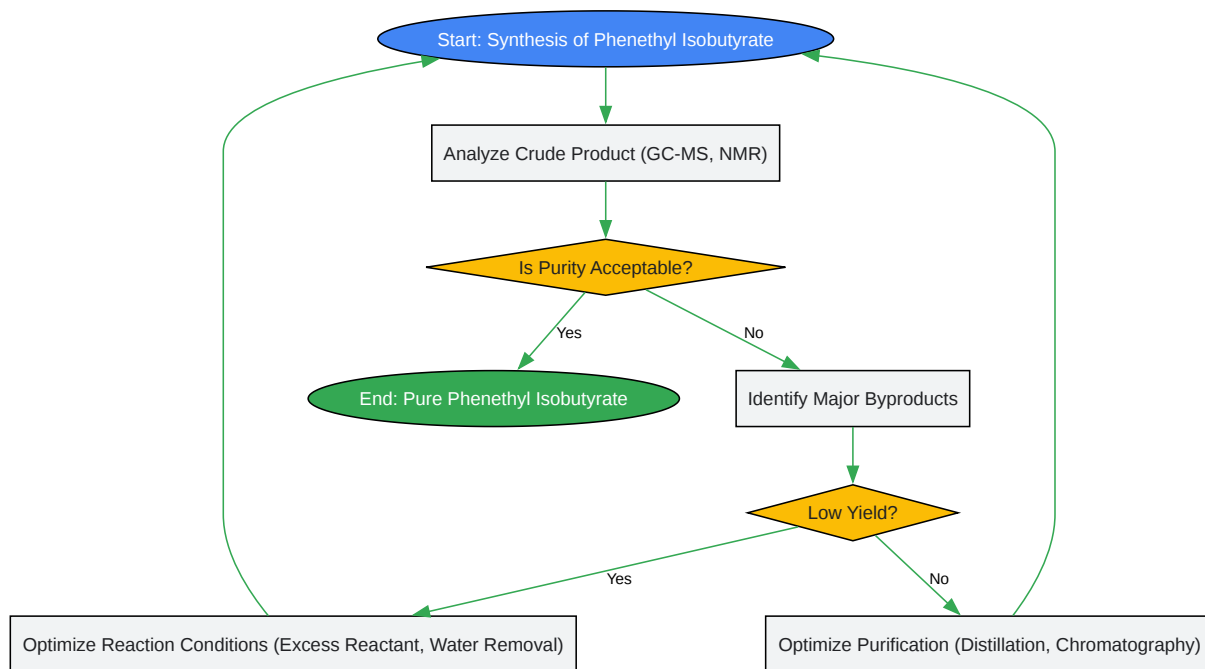 Start: Synthesis of Phenethyl Isobutyrate
Analyze Crude Product (GC-MS, NMR)
Is Purity Acceptable?
Yes
No
End: Pure Phenethyl Isobutyrate
Identify Major Byproducts
Low Yield?
Yes
No
Optimize Reaction Conditions (Excess Reactant, Water Removal)
Optimize Purification (Distillation, Chromatography)